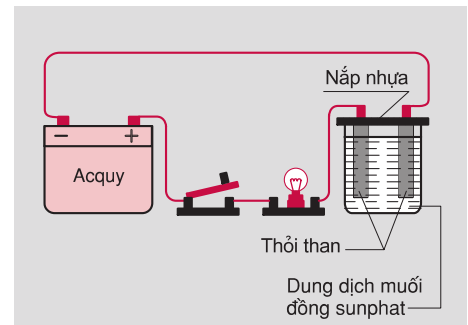 Nắp nhựa
− +
Acquy
Thỏi than
Dung dịch muối
đồng sunphat